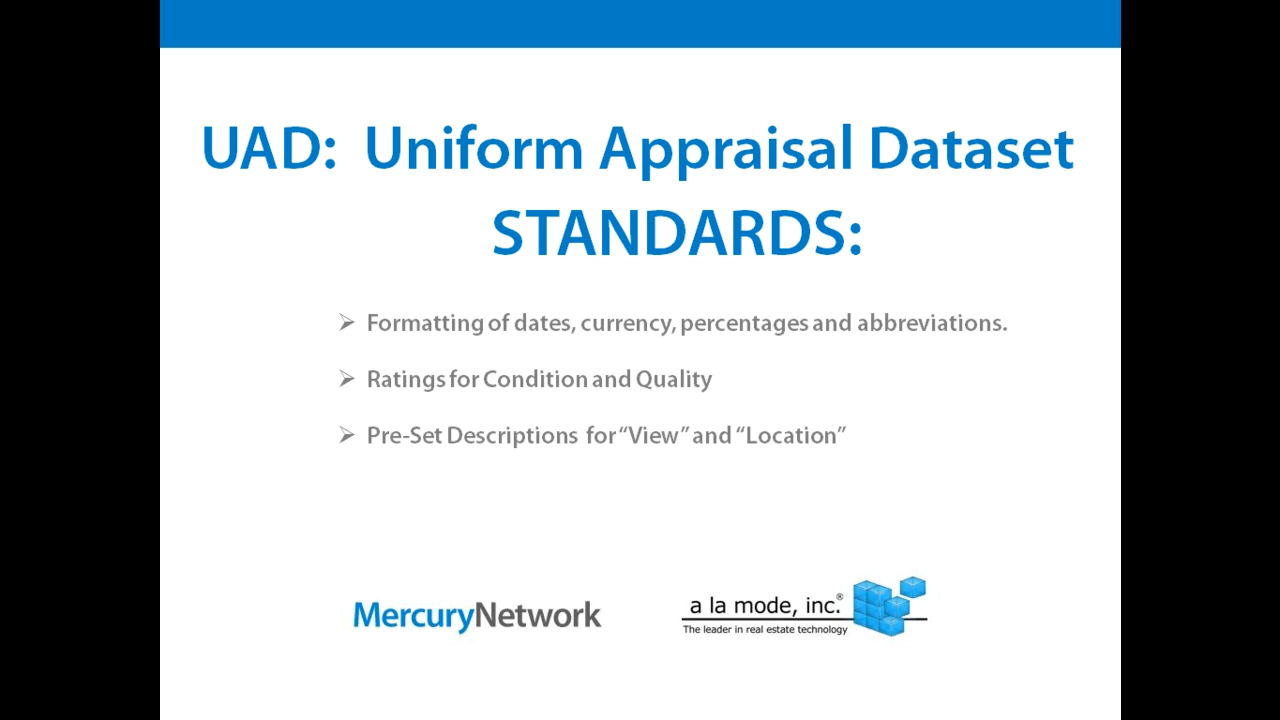 UAD: Uniform Appraisal Dataset
STANDARDS:
Formatting of dates, currency, percentages and abbreviations.
Ratings for Condition and Quality
Pre-Set Descriptions for “View” and “Location”
MercuryNetwork
a la mode, inc.®
The leader in real estate technology